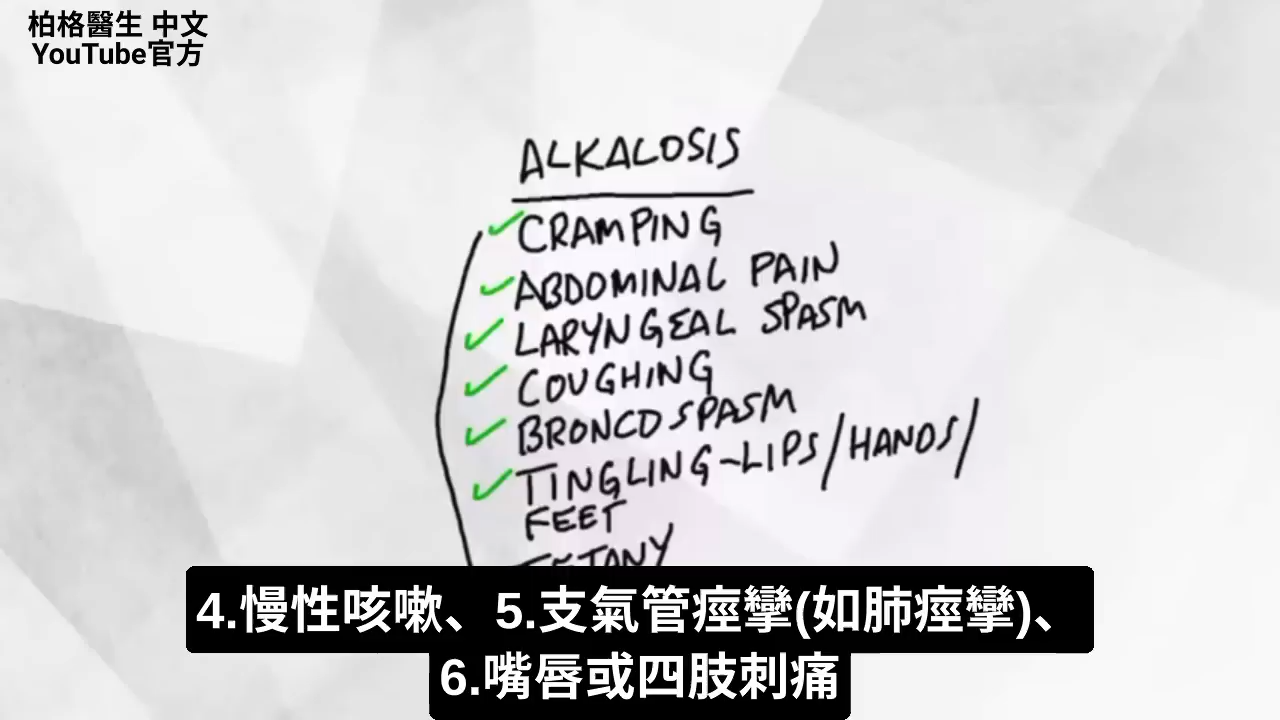 柏格醫生 中文
YouTube官方
ALKALOSIS
CRAMPING
ABDOMINAL PAIN
LARYNGEAL SPASM
COUGHING
BRONCOSPASM
TINGLING-LIPS/HANDS/
FEET
TETANY
4.慢性咳嗽、5.支氣管痙攣(如肺痙攣)、
6.嘴唇或四肢刺痛